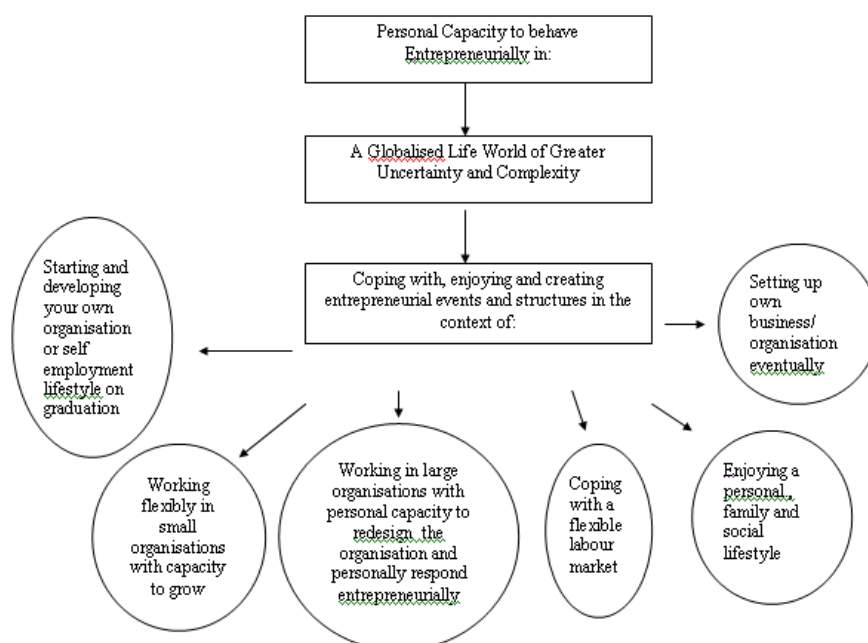 Personal Capacity to behave
Entrepreneurially in:
A Globalised Life World of Greater
Uncertainty and Complexity
Coping with, enjoying and creating
entrepreneurial events and structures in the
context of:
Starting and
developing
your own
organisation
or self
employment
lifestyle on
graduation
Setting up
own
business/
organisation
eventually
Working
flexibly in
small
organisations
with capacity
to grow
Working in large
organisations with
personal capacity to
redesign the
organisation and
personally respond
entrepreneurially
Coping
with a
flexible
labour
market
Enjoying a
personal,
family and
social
lifestyle